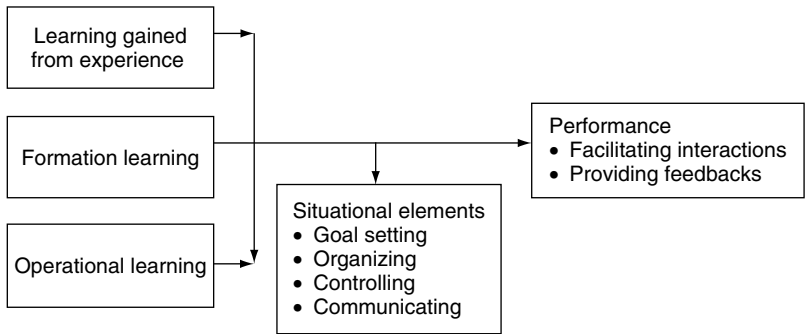 Learning gained
from experience
Formation learning
Operational learning
Situational elements
• Goal setting
• Organizing
• Controlling
• Communicating
Performance
• Facilitating interactions
• Providing feedbacks